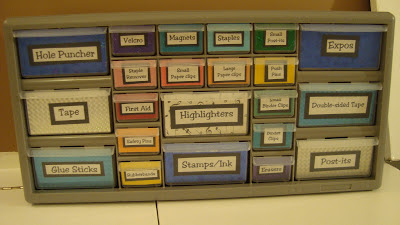 Hole Puncher
Velcro
Magnets
Staples
Small
Post-its
Expos
Staple
Remover
Small
Paper clips
Large
Paper clips
Push
Pins
Tape
First Aid
Highlighters
Binder Clips
Double-sided Tape
Safety Pins
Clips
Glue Sticks
Rubberbands
Stamps/Ink
Erasers
Post-its